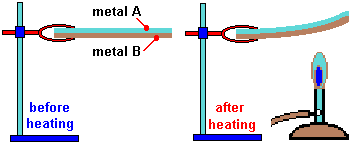 metal A
metal B
before
heating
after
heating